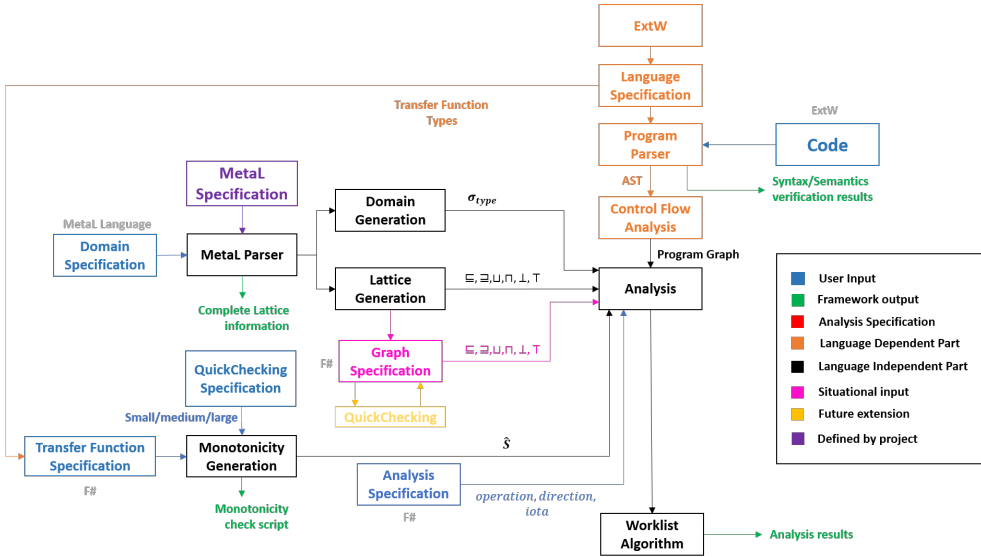 ExtW
Language
Specification
Transfer Function
Types
ExtW
Program
Parser
Code
AST
Syntax/Semantics
verification results
MetaL
Specification
Domain
Generation
σtype
Control Flow
Analysis
MetaL Language
Domain
Specification
MetaL Parser
Program Graph
Lattice
Generation
⊑, ⊒,⊔,⊓, ⊥, ⊤
Analysis
Complete Lattice
information
F#
Graph
Specification
⊑, ⊒,⊔,⊓, ⊥, ⊤
QuickChecking
Specification
QuickChecking
Small/medium/large
Transfer Function
Specification
F#
Monotonicity
Generation
Ŝ
Analysis
Specification
F#
operation, direction,
iota
Monotonicity
check script
Worklist
Algorithm
Analysis results
User Input
Framework output
Analysis Specification
Language Dependent Part
Language Independent Part
Situational input
Future extension
Defined by project